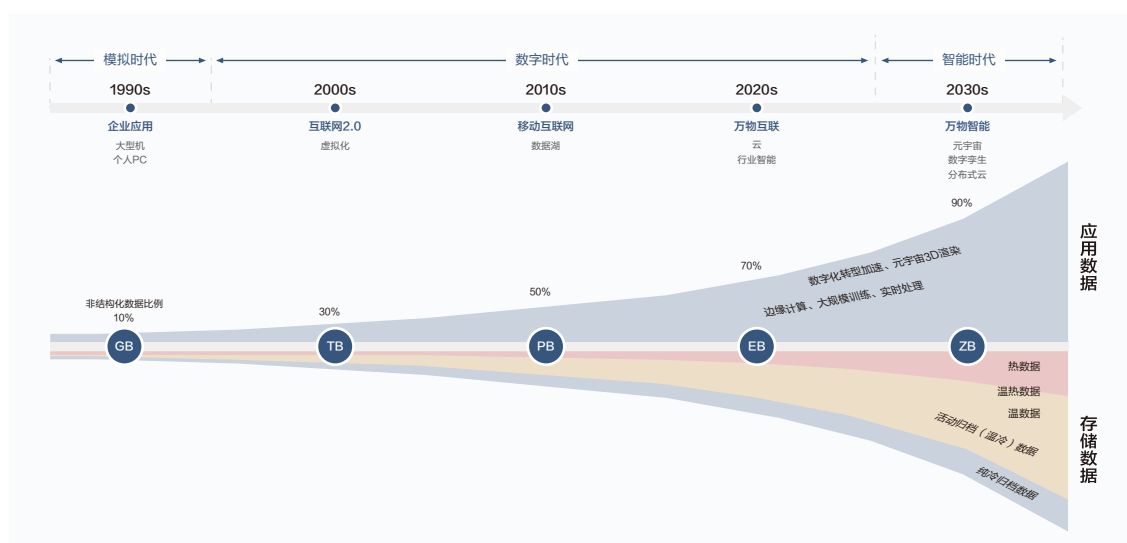 模拟时代
数字时代
智能时代
1990s
2000s
2010s
2020s
2030s
企业应用
互联网2.0
移动互联网
万物互联
万物智能
大型机
个人PC
虚拟化
数据湖
云
行业智能
元宇宙
数字孪生
分布式云
非结构化数据比例
10%
30%
50%
70%
90%
数字化转型加速、元宇宙3D渲染
边缘计算、大规模训练、实时处理
应用数据
GB
TB
PB
EB
ZB
热数据
温热数据
温数据
活动归档（温冷）数据
纯冷归档数据
存储数据